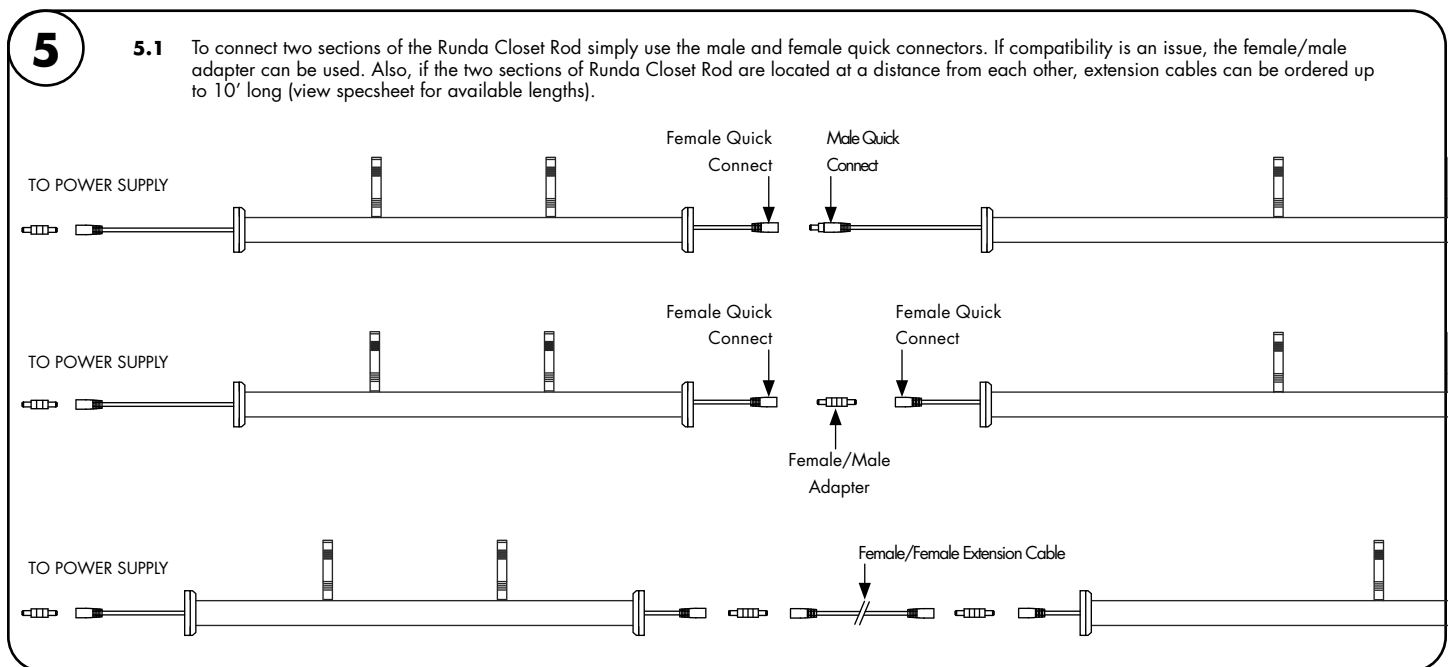 5
5.1 To connect two sections of the Runda Closet Rod simply use the male and female quick connectors. If compatibility is an issue, the female/male
adapter can be used. Also, if the two sections of Runda Closet Rod are located at a distance from each other, extension cables can be ordered up
to 10’ long (view specsheet for available lengths).
Female Quick
Connect
Male Quick
Connect
TO POWER SUPPLY
Female Quick
Connect
Female Quick
Connect
TO POWER SUPPLY
Female/Male
Adapter
Female/Female Extension Cable
TO POWER SUPPLY